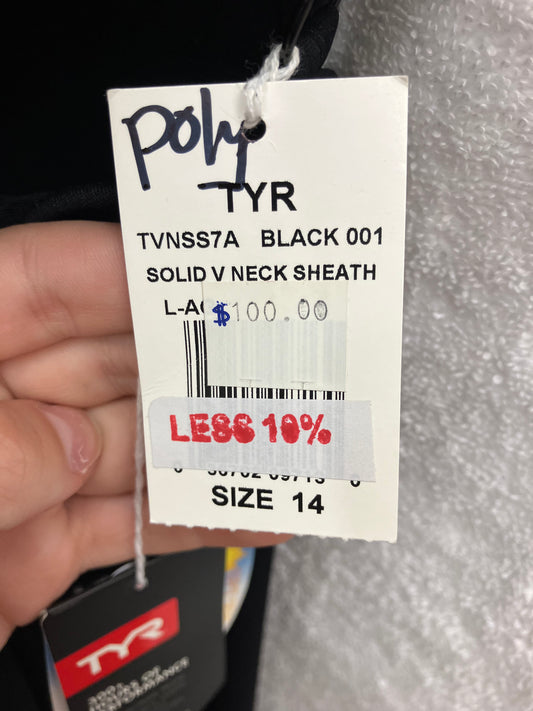 poly
TYR
TVNSS7A BLACK 001
SOLID V NECK SHEATH
$100.00
LESS 10%
SIZE 14
TYR